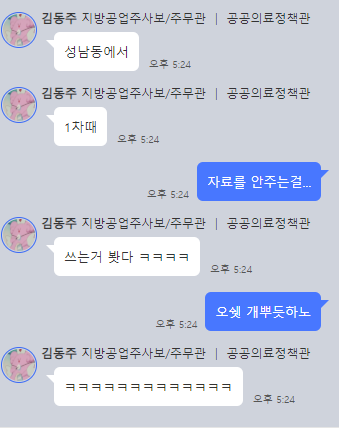 김동주 지방공업주사보/주무관 | 공공의료정책관
성남동에서
오후 5:24
김동주 지방공업주사보/주무관 | 공공의료정책관
1차때
오후 5:24
오후 5:24 자료를 안주는걸...
김동주 지방공업주사보/주무관 | 공공의료정책관
쓰는거 봣다 ㅋㅋㅋㅋ
오후 5:24
오후 5:24 오쉣 개뿌듯하노
김동주 지방공업주사보/주무관 | 공공의료정책관
ㅋㅋㅋㅋㅋㅋㅋㅋㅋㅋㅋㅋㅋ
오후 5:24